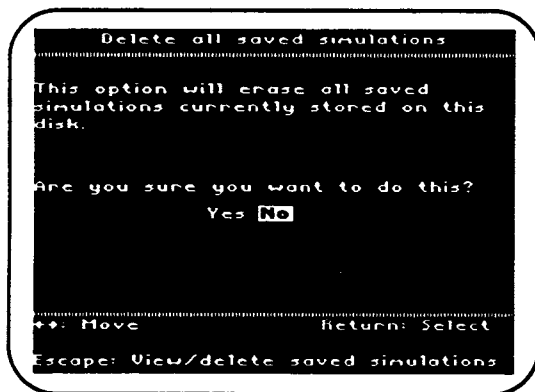 Delete all saved simulations
This option will erase all saved
simulations currently stored on this
disk.
Are you sure you want to do this?
Yes No
←→: Move Return: Select
Escape: View/delete saved simulations